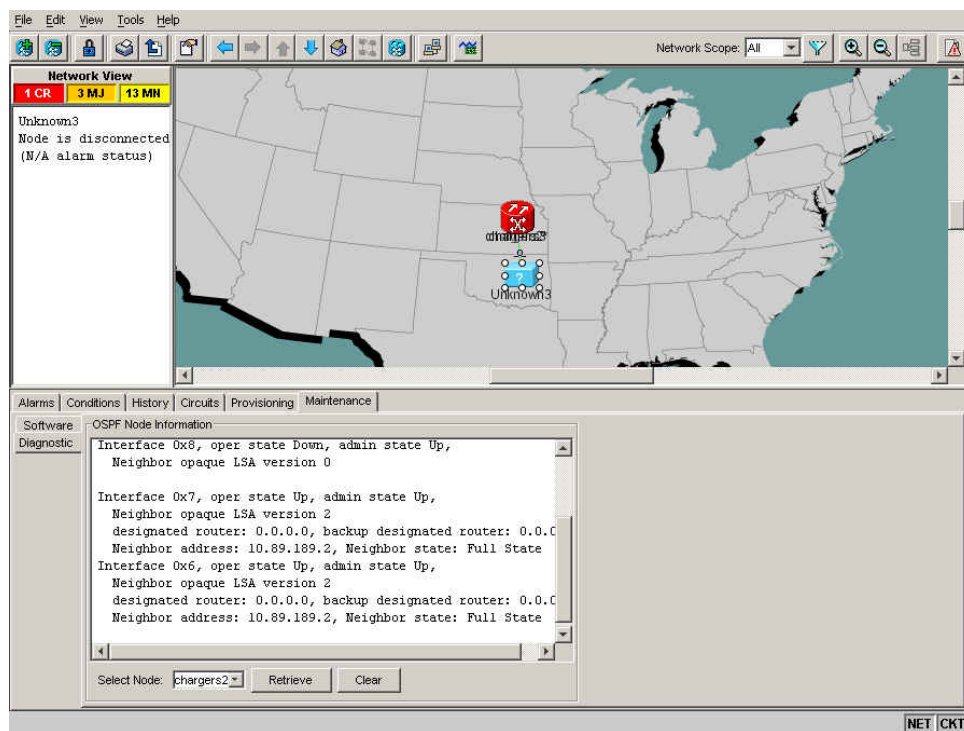 File Edit View Tools Help
Network Scope: All
Network View
1 CR 3 MJ 13 MN
Unknown3
Node is disconnected
(N/A alarm status)
?
Unknown3
Alarms Conditions History Circuits Provisioning Maintenance
Software
Diagnostic
OSPF Node Information
Interface 0x8, oper state Down, admin state Up,
Neighbor opaque LSA version 0
Interface 0x7, oper state Up, admin state Up,
Neighbor opaque LSA version 2
designated router: 0.0.0.0, backup designated router: 0.0.0
Neighbor address: 10.89.189.2, Neighbor state: Full State
Interface 0x6, oper state Up, admin state Up,
Neighbor opaque LSA version 2
designated router: 0.0.0.0, backup designated router: 0.0.0
Neighbor address: 10.89.189.2, Neighbor state: Full State
Select Node: chargers2 Retrieve Clear
NET CKT